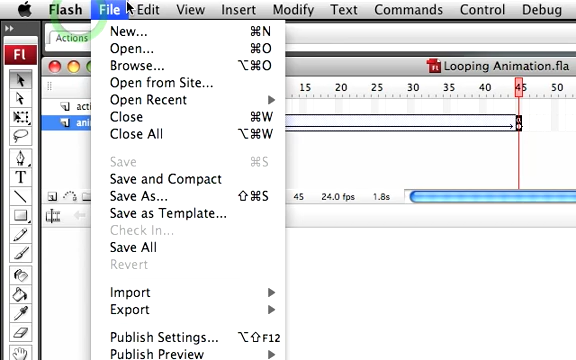 Flash File Edit View Insert Modify Text Commands Control Debug
Actions
Fl
Looping Animation.fla
15 20 25 30 35 40 45 50
acti
ani
New... ⌘N
Open... ⌘O
Browse... ⌥⌘O
Open from Site...
Open Recent
Close ⌘W
Close All ⌥⌘W
Save ⌘S
Save and Compact
Save As... ⇧⌘S
Save as Template...
Check In...
Save All
Revert
Import
Export
Publish Settings... ⌥⇧F12
Publish Preview
45 24.0 fps 1.8s
T